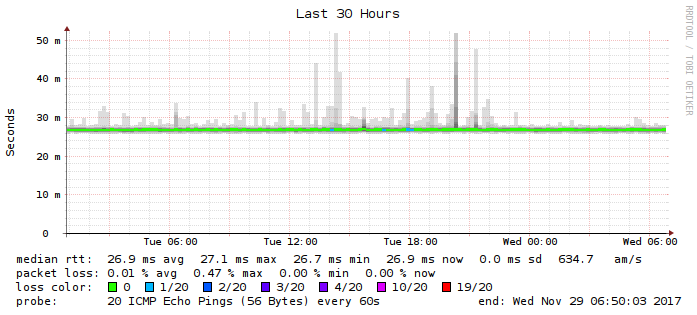 Last 30 Hours
RRDTOOL / TOBI OETIKER
Seconds
50 m
40 m
30 m
20 m
10 m
0
Tue 06:00 Tue 12:00 Tue 18:00 Wed 00:00 Wed 06:00
median rtt: 26.9 ms avg 27.1 ms max 26.7 ms min 26.9 ms now 0.0 ms sd 634.7 am/s
packet loss: 0.01 % avg 0.47 % max 0.00 % min 0.00 % now
loss color: 0 1/20 2/20 3/20 4/20 10/20 19/20
probe: 20 ICMP Echo Pings (56 Bytes) every 60s end: Wed Nov 29 06:50:03 2017